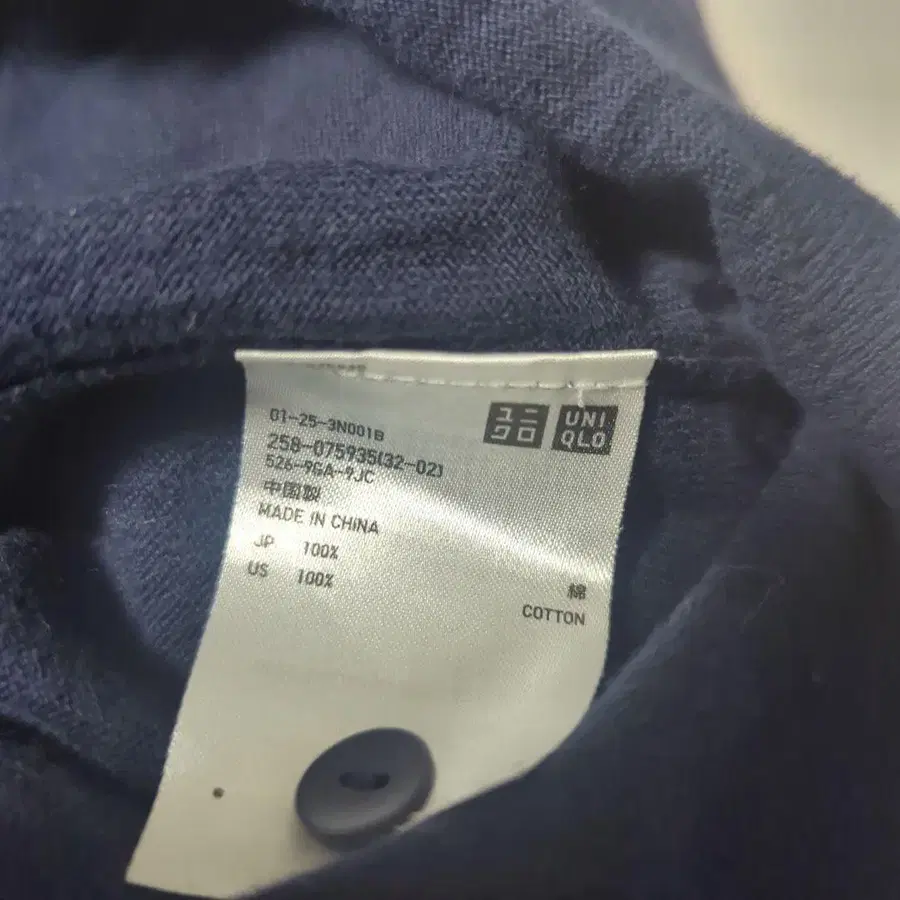 ユニクロ
UNIQLO
01-25-3N001B
258-075935(32-02)
526-9GA-9JC
中国製
MADE IN CHINA
JP 100% 綿
US 100% COTTON